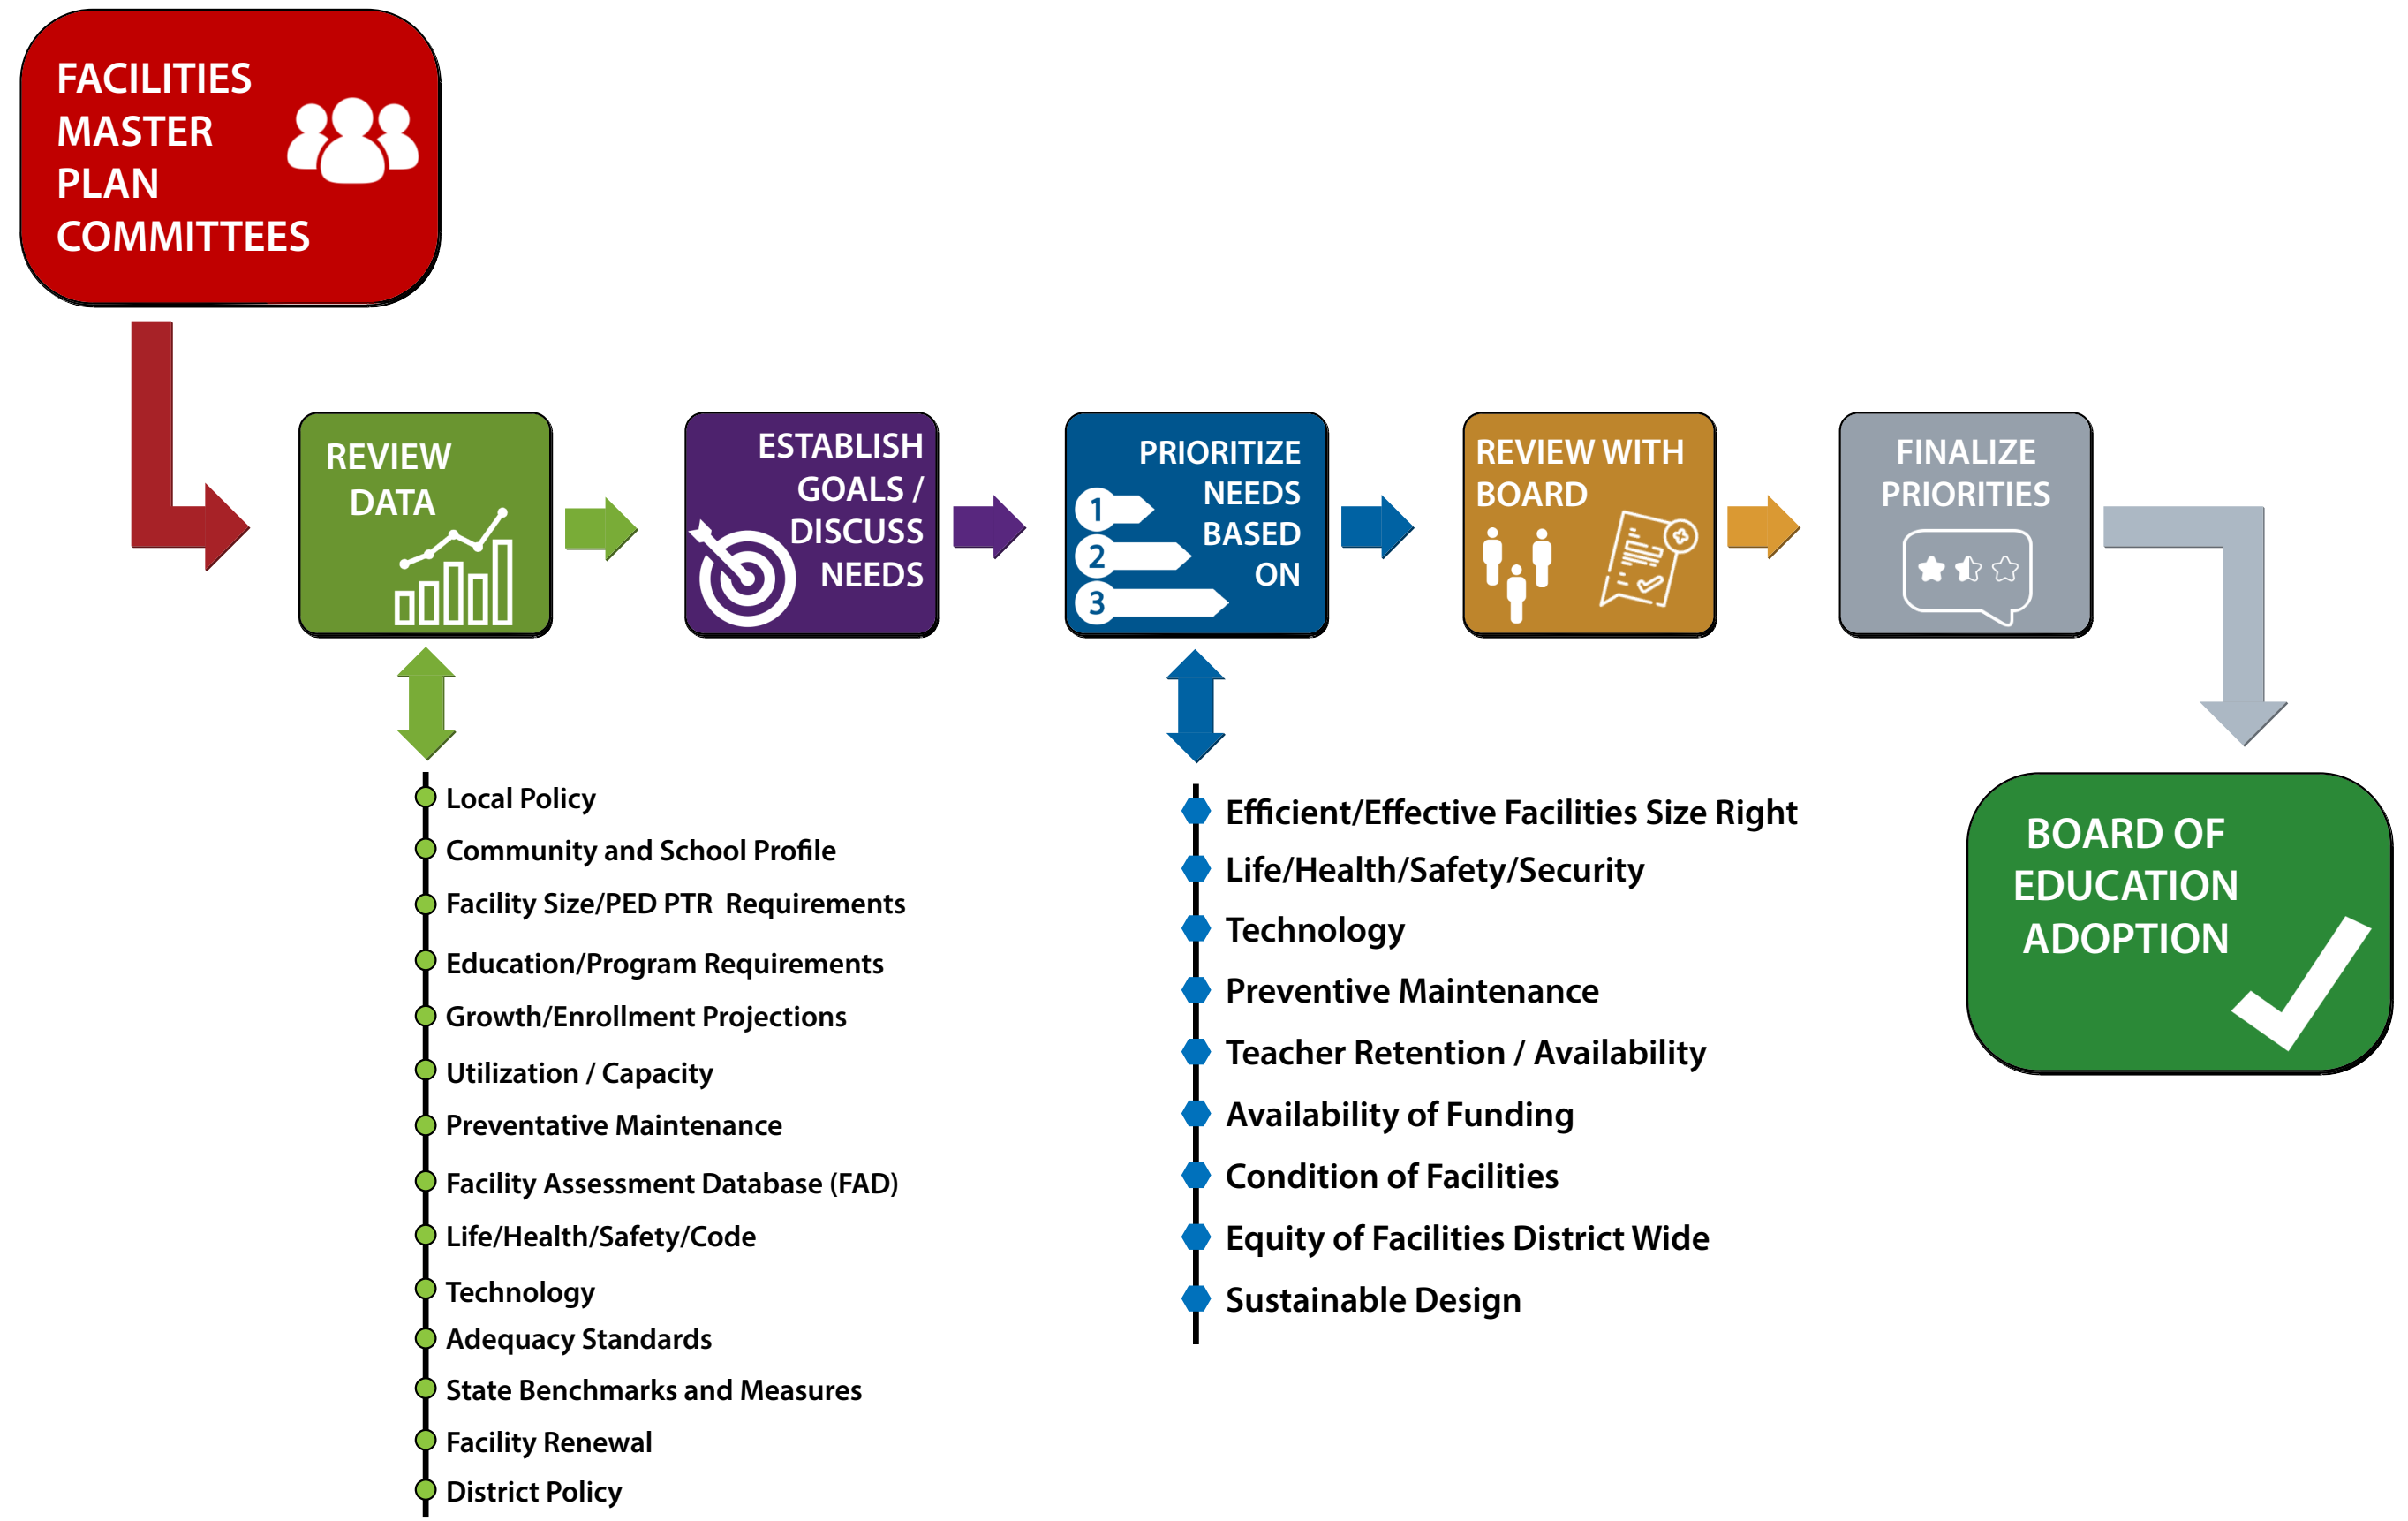 FACILITIES
MASTER
PLAN
COMMITTEES
REVIEW
DATA
ESTABLISH
GOALS /
DISCUSS
NEEDS
PRIORITIZE
NEEDS
BASED
ON
1
2
3
REVIEW WITH
BOARD
FINALIZE
PRIORITIES
Local Policy
Community and School Profile
Facility Size/PED PTR Requirements
Education/Program Requirements
Growth/Enrollment Projections
Utilization / Capacity
Preventative Maintenance
Facility Assessment Database (FAD)
Life/Health/Safety/Code
Technology
Adequacy Standards
State Benchmarks and Measures
Facility Renewal
District Policy
Efficient/Effective Facilities Size Right
Life/Health/Safety/Security
Technology
Preventive Maintenance
Teacher Retention / Availability
Availability of Funding
Condition of Facilities
Equity of Facilities District Wide
Sustainable Design
BOARD OF
EDUCATION
ADOPTION